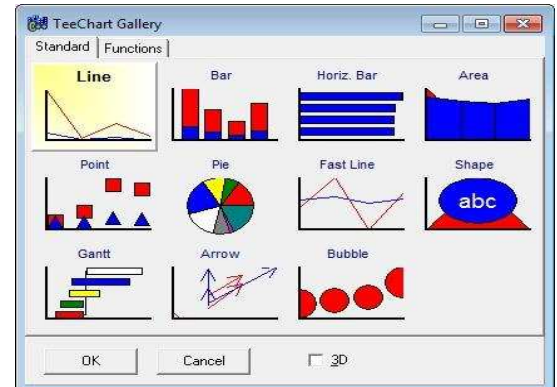 TeeChart Gallery
Standard Functions
Line Bar Horiz. Bar Area
Point Pie Fast Line Shape
abc
Gantt Arrow Bubble
OK Cancel 3D